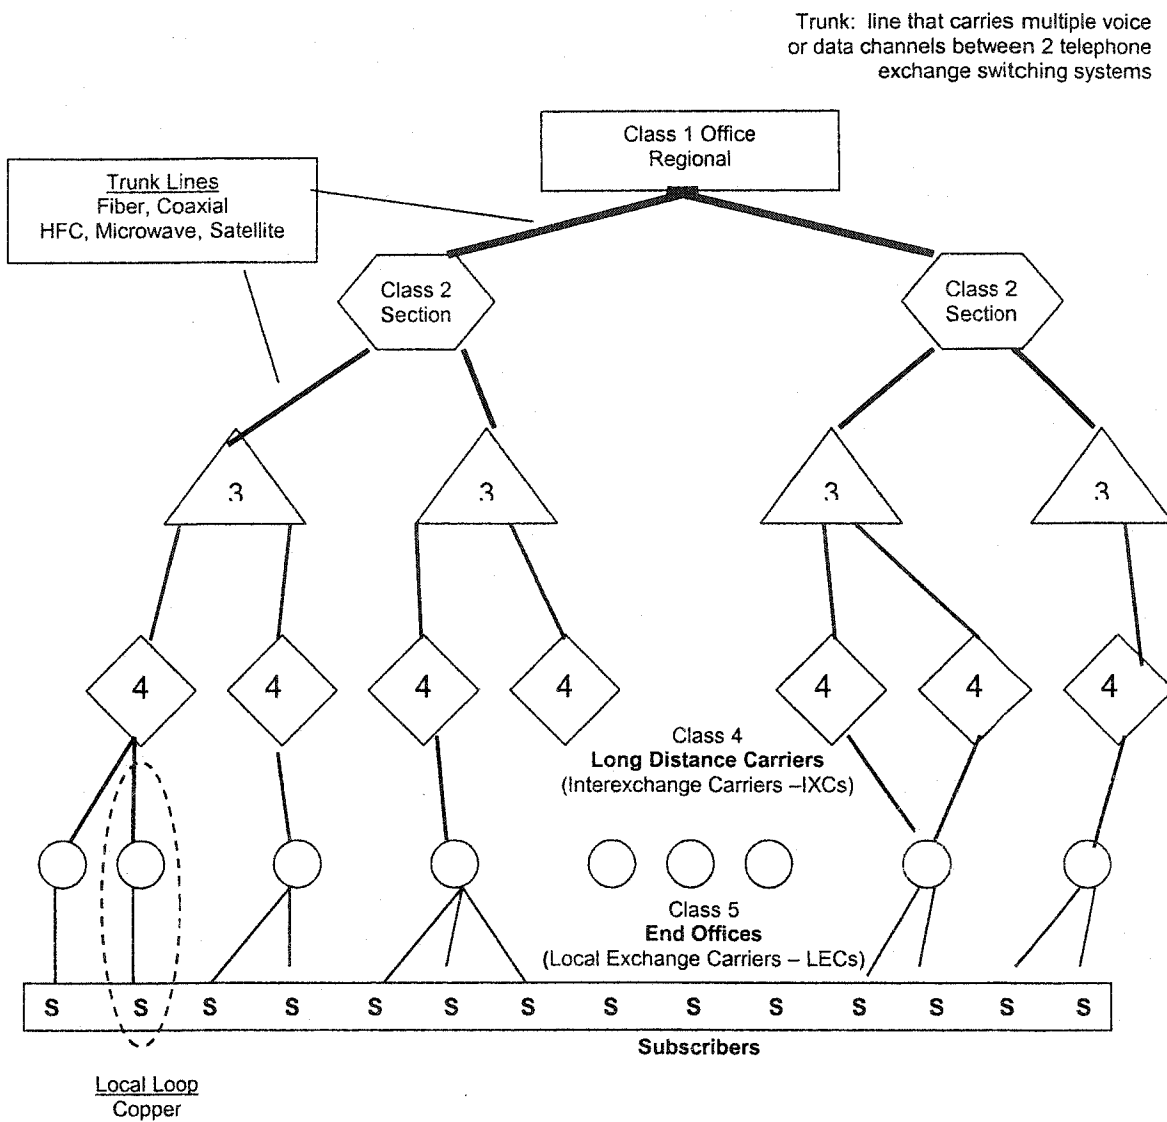 Trunk: line that carries multiple voice
or data channels between 2 telephone
exchange switching systems
Class 1 Office
Regional
Trunk Lines
Fiber, Coaxial
HFC, Microwave, Satellite
Class 2
Section
Class 2
Section
3 3 3 3
4 4 4 4 4 4 4
Class 4
Long Distance Carriers
(Interexchange Carriers –IXCs)
Class 5
End Offices
(Local Exchange Carriers – LECs)
S S S S S S S S S S S S S S
Subscribers
Local Loop
Copper